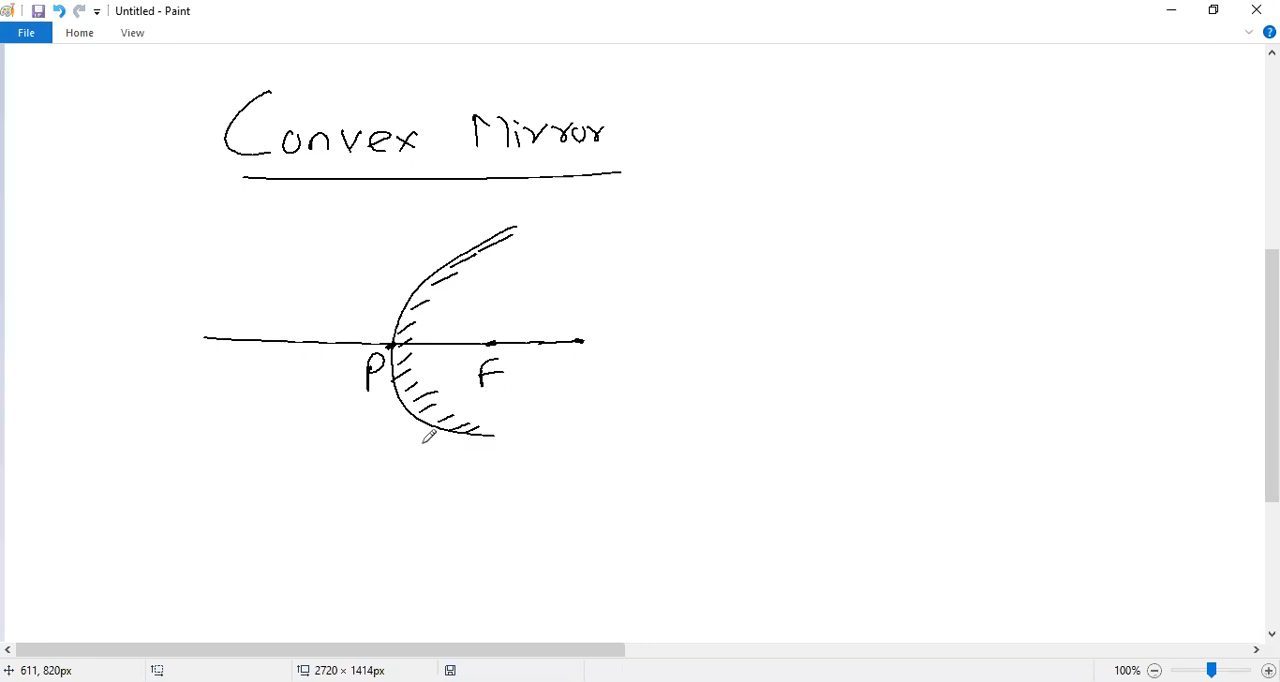 Untitled - Paint
File Home View
Convex Mirror
P F
611, 820px 2720 × 1414px 100%